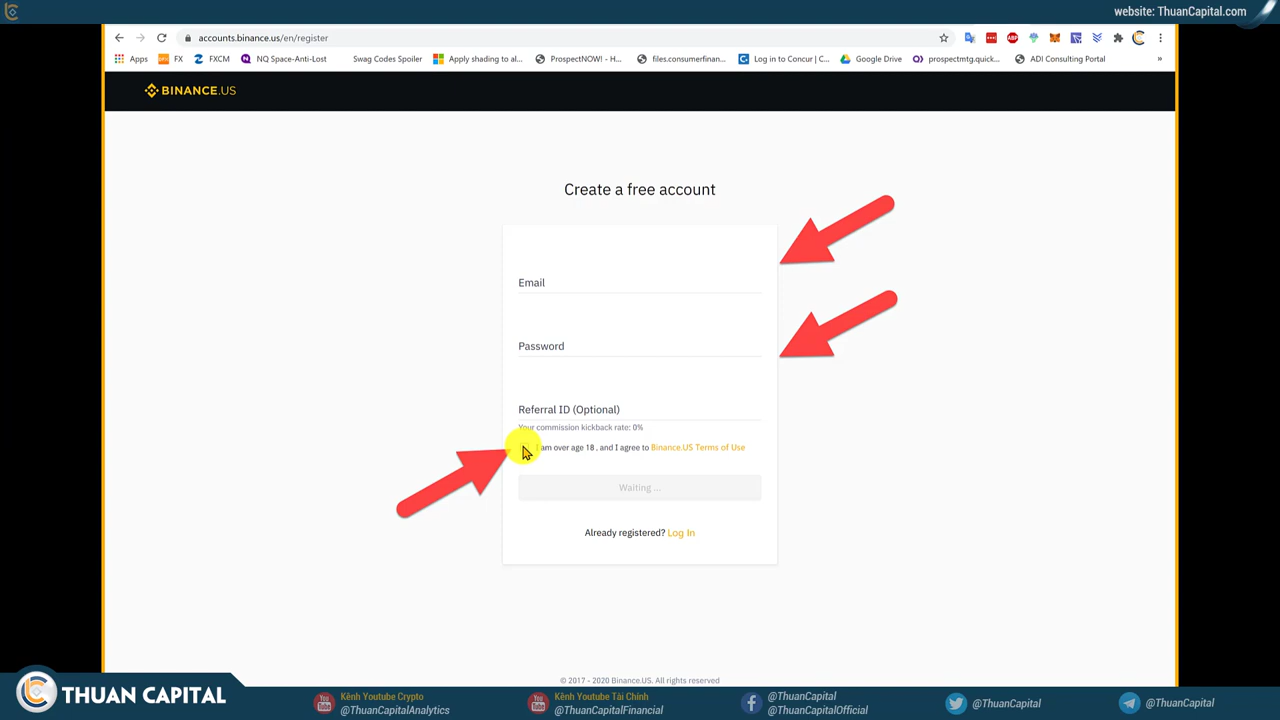 website: ThuanCapital.com
accounts.binance.us/en/register
Apps FX FXCM NQ Space-Anti-Lost Swag Codes Spoiler Apply shading to al... ProspectNOW! - H... files.consumerfinan... Log in to Concur | C... Google Drive prospectmtg.quick... ADI Consulting Portal »
BINANCE.US
Create a free account
Email
Password
Referral ID (Optional)
Your commission kickback rate: 0%
I am over age 18 , and I agree to Binance.US Terms of Use
Waiting ...
Already registered? Log In
© 2017 - 2020 Binance.US. All rights reserved
THUAN CAPITAL
Kênh Youtube Crypto
@ThuanCapitalAnalytics
Kênh Youtube Tài Chính
@ThuanCapitalFinancial
@ThuanCapital
@ThuanCapitalOfficial
@ThuanCapital
@ThuanCapital